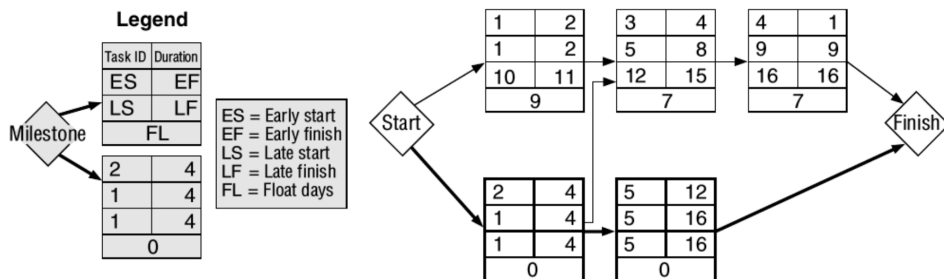 Legend
Task ID Duration
ES EF
LS LF
FL
Milestone
2 4
1 4
1 4
0
ES = Early start
EF = Early finish
LS = Late start
LF = Late finish
FL = Float days
Start
1 2
1 2
10 11
9
3 4
5 8
12 15
7
4 1
9 9
16 16
7
2 4
1 4
1 4
0
5 12
5 16
5 16
0
Finish